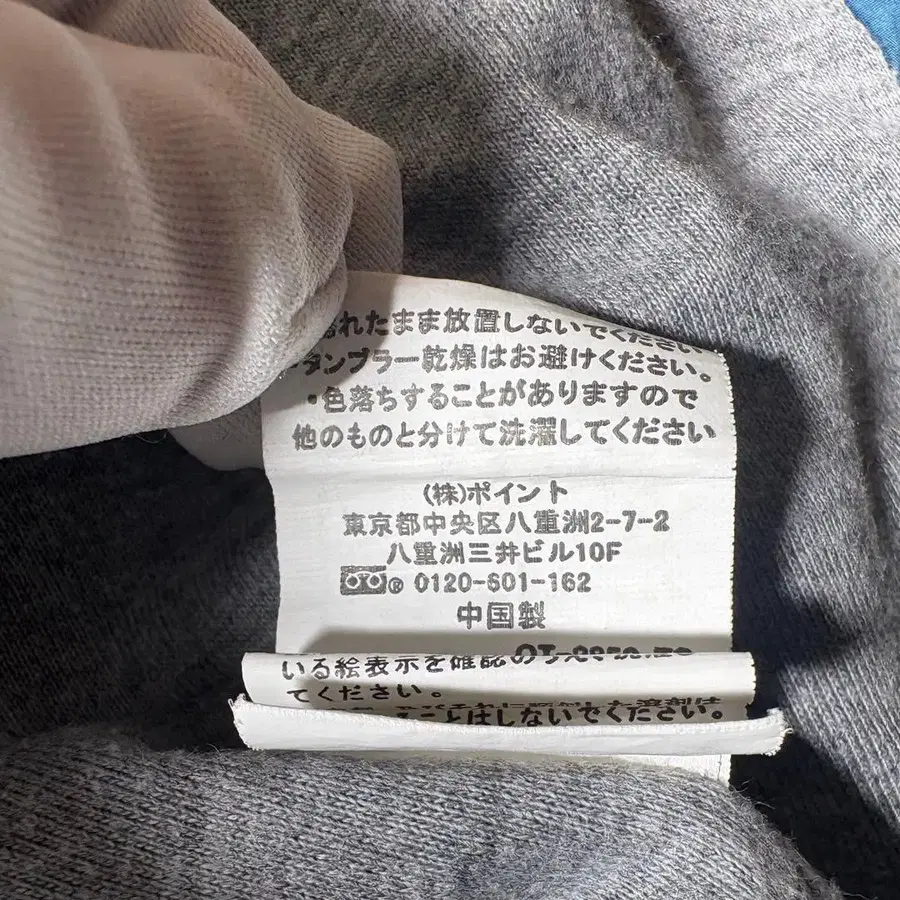 れたまま放置しないでください
・タンブラー乾燥はお避けください。
・色落ちすることがありますので
他のものと分けて洗濯してください
(株)ポイント
東京都中央区八重洲2-7-2
八重洲三井ビル10F
® 0120-601-162
中国製
いる絵表示を確認の
てください。
ことはしないでください。